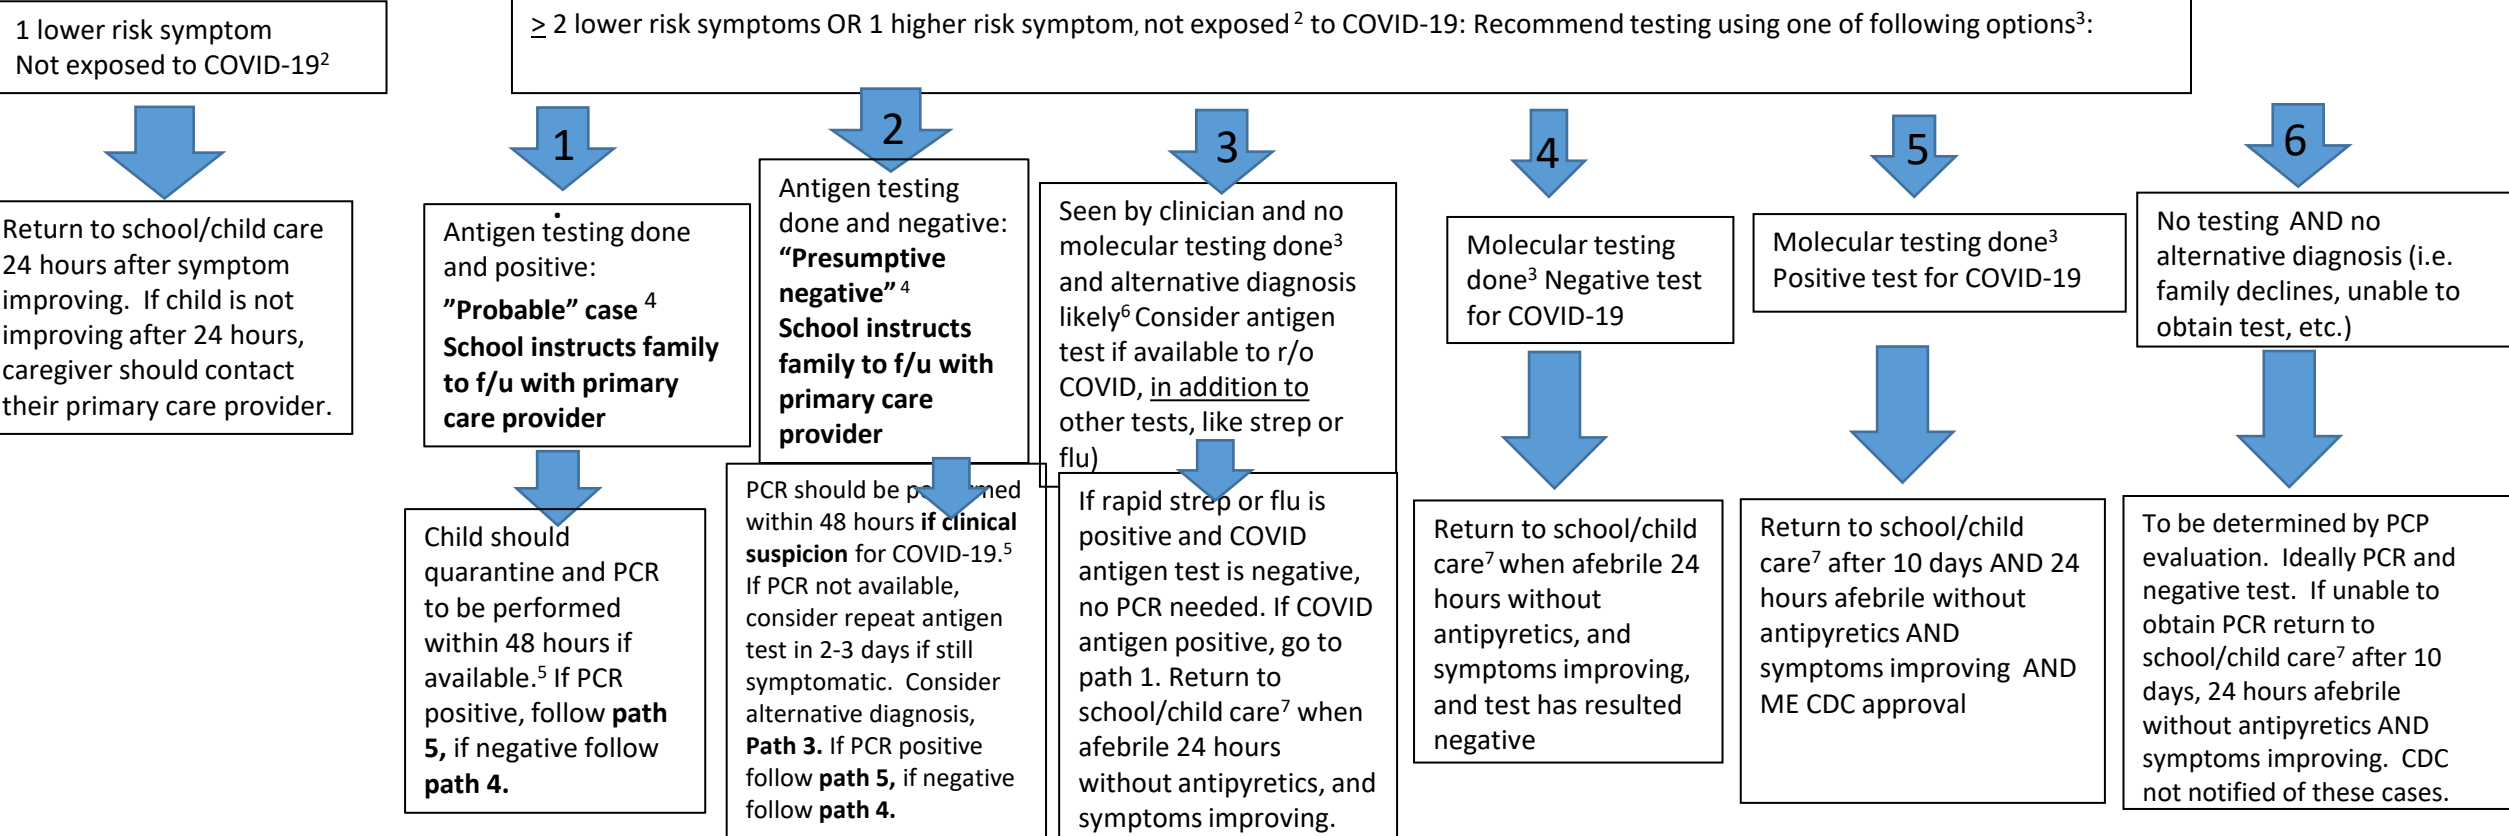 1 lower risk symptom
Not exposed to COVID-19²
> 2 lower risk symptoms OR 1 higher risk symptom, not exposed ² to COVID-19: Recommend testing using one of following options³:
Return to school/child care
24 hours after symptom
improving. If child is not
improving after 24 hours,
caregiver should contact
their primary care provider.
1
Antigen testing done
and positive:
”Probable” case ⁴
School instructs family
to f/u with primary
care provider
Child should
quarantine and PCR
to be performed
within 48 hours if
available.⁵ If PCR
positive, follow path
5, if negative follow
path 4.
2
Antigen testing
done and negative:
“Presumptive
negative” ⁴
School instructs
family to f/u with
primary care
provider
PCR should be performed
within 48 hours if clinical
suspicion for COVID-19.⁵
If PCR not available,
consider repeat antigen
test in 2-3 days if still
symptomatic. Consider
alternative diagnosis,
Path 3. If PCR positive
follow path 5, if negative
follow path 4.
3
Seen by clinician and no
molecular testing done³
and alternative diagnosis
likely⁶ Consider antigen
test if available to r/o
COVID, in addition to
other tests, like strep or
flu)
If rapid strep or flu is
positive and COVID
antigen test is negative,
no PCR needed. If COVID
antigen positive, go to
path 1. Return to
school/child care⁷ when
afebrile 24 hours
without antipyretics, and
symptoms improving.
4
Molecular testing
done³ Negative test
for COVID-19
Return to school/child
care⁷ when afebrile 24
hours without
antipyretics, and
symptoms improving,
and test has resulted
negative
5
Molecular testing done³
Positive test for COVID-19
Return to school/child
care⁷ after 10 days AND 24
hours afebrile without
antipyretics AND
symptoms improving AND
ME CDC approval
6
No testing AND no
alternative diagnosis (i.e.
family declines, unable to
obtain test, etc.)
To be determined by PCP
evaluation. Ideally PCR and
negative test. If unable to
obtain PCR return to
school/child care⁷ after 10
days, 24 hours afebrile
without antipyretics AND
symptoms improving. CDC
not notified of these cases.